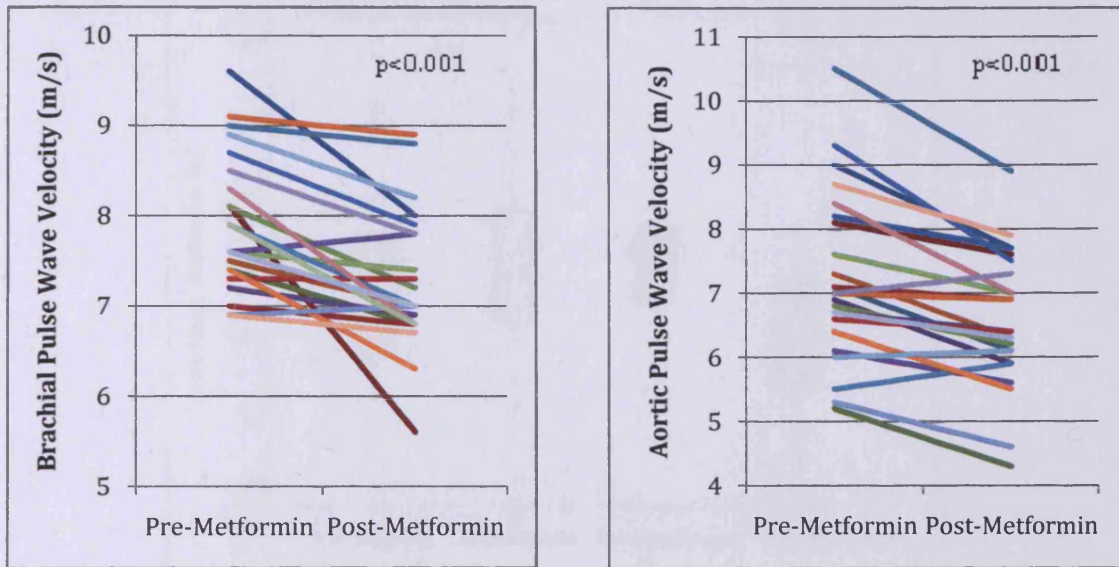 Brachial Pulse Wave Velocity (m/s)
10
9
8
7
6
5
p<0.001
Pre-Metformin Post-Metformin
Aortic Pulse Wave Velocity (m/s)
11
10
9
8
7
6
5
4
p<0.001
Pre-Metformin Post-Metformin